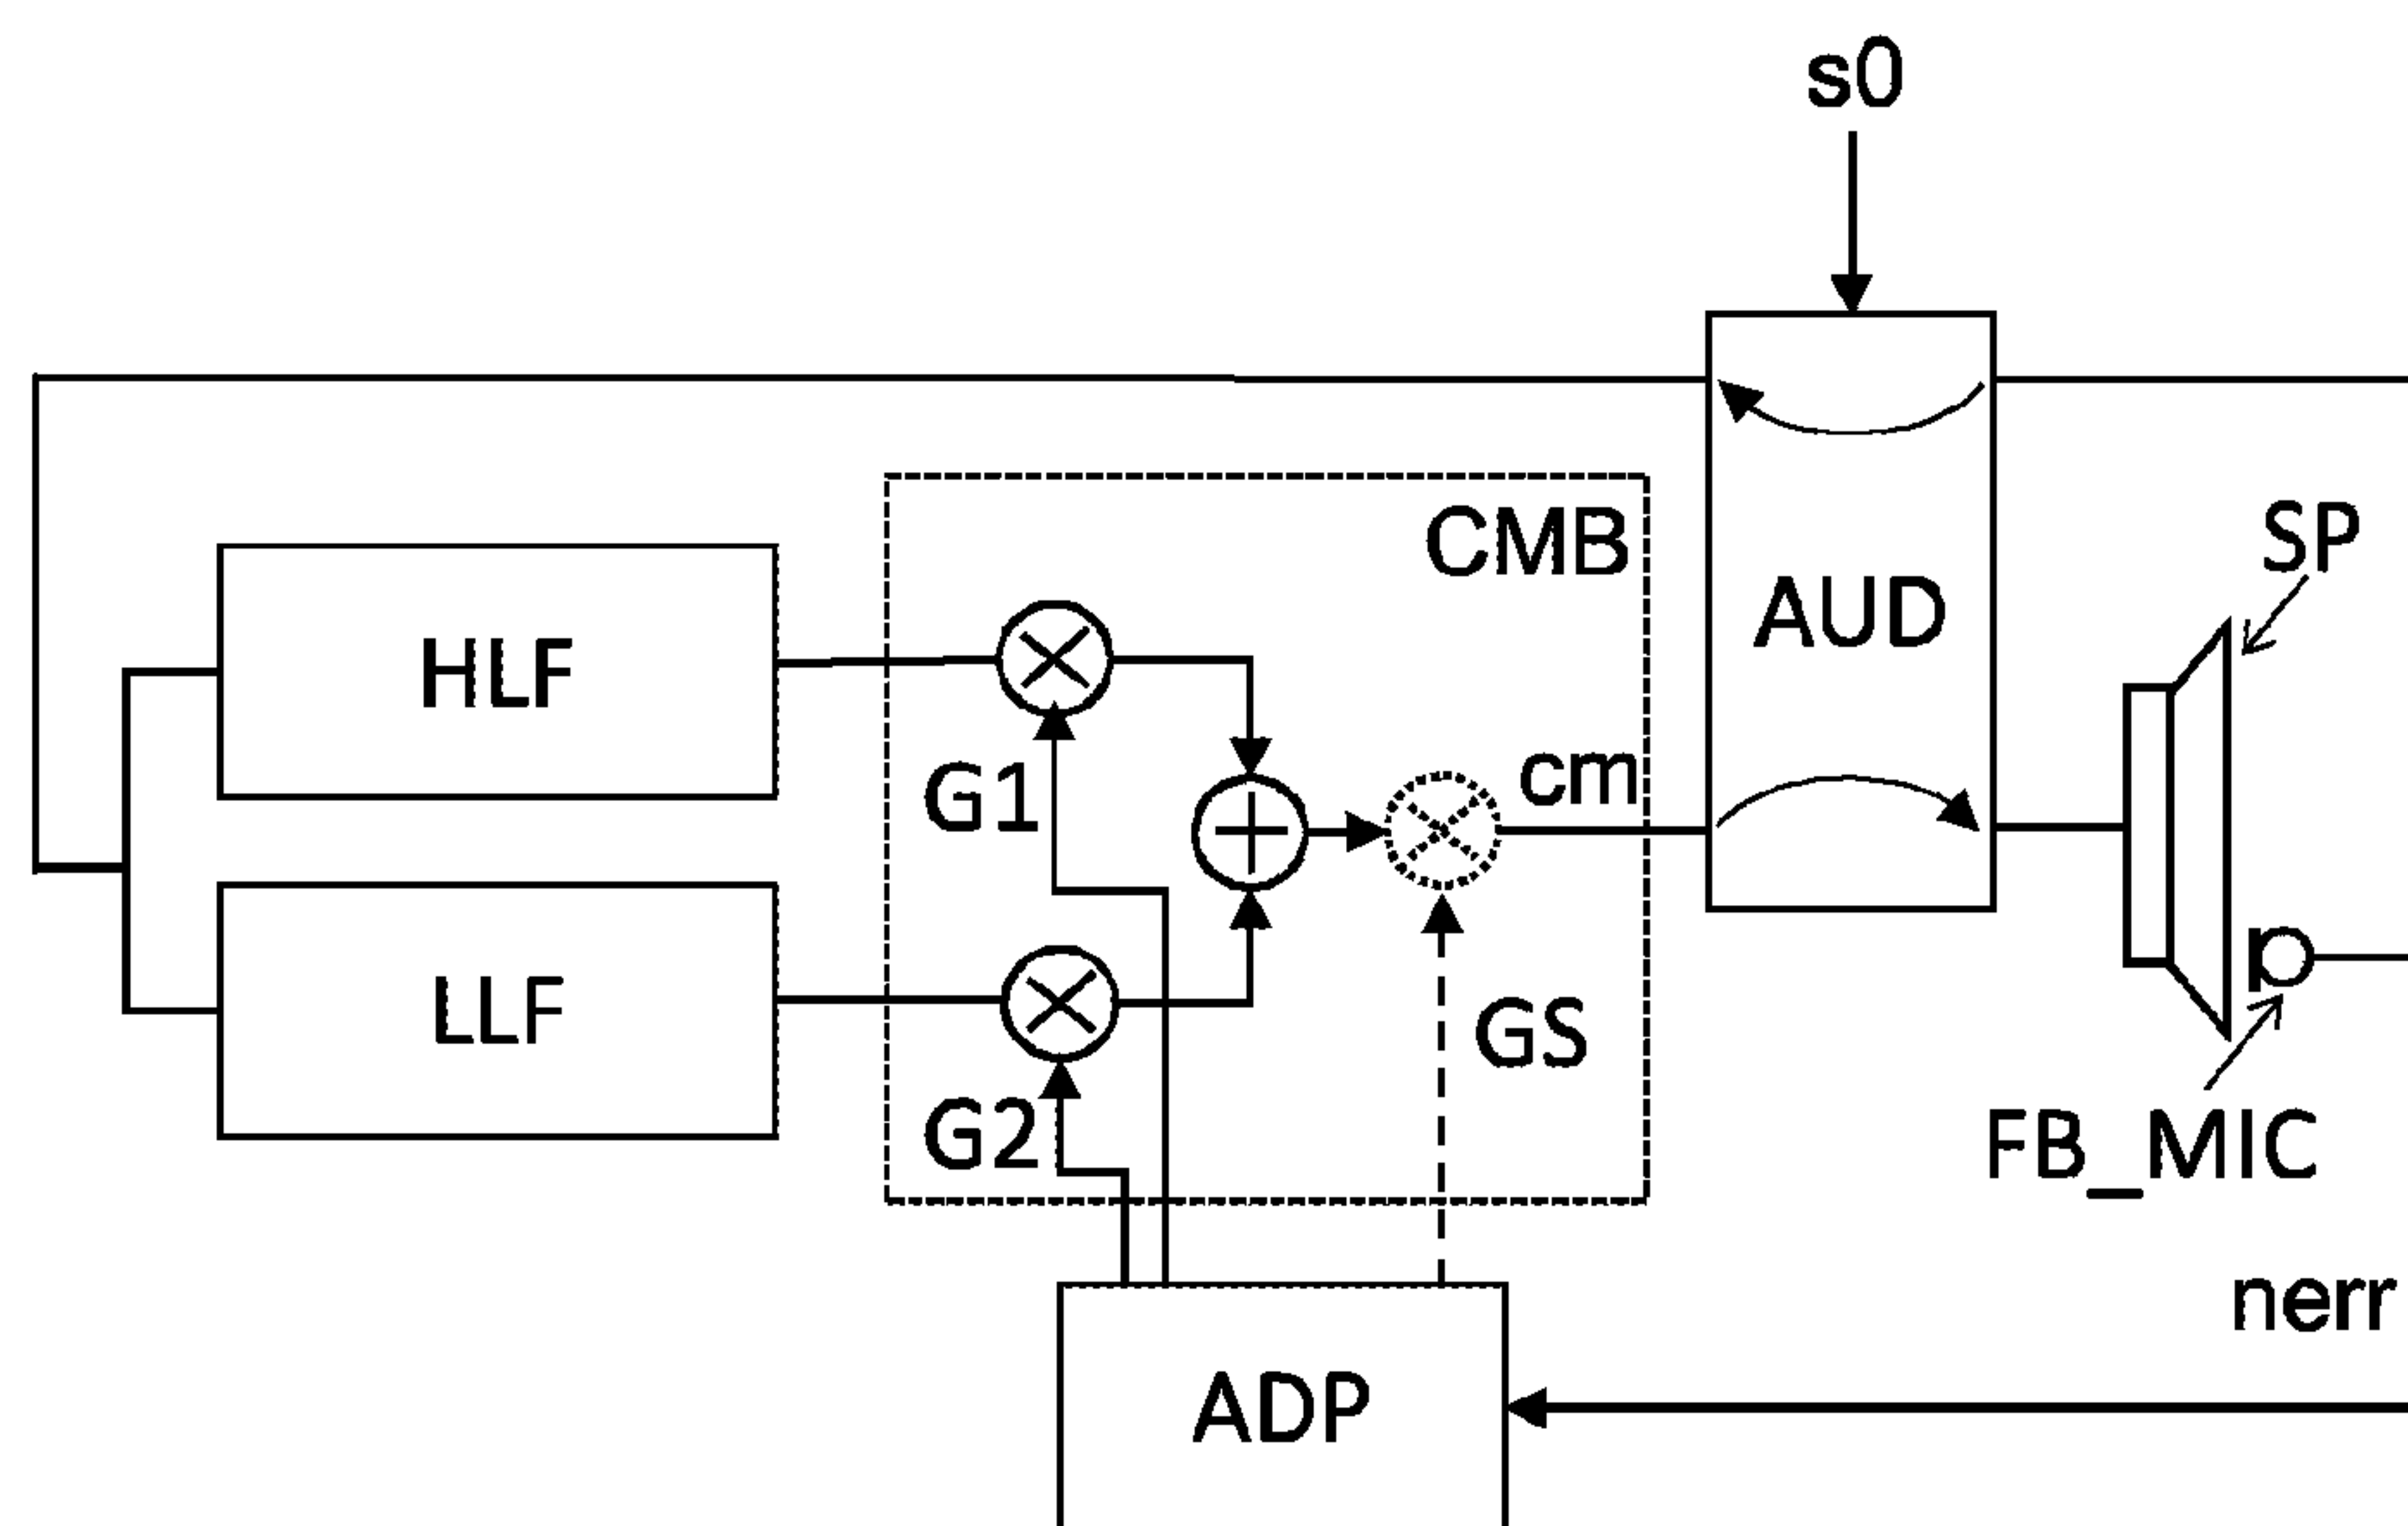 s0
CMB
SP
HLF
AUD
G1
cm
LLF
GS
G2
FB_MIC
nerr
ADP